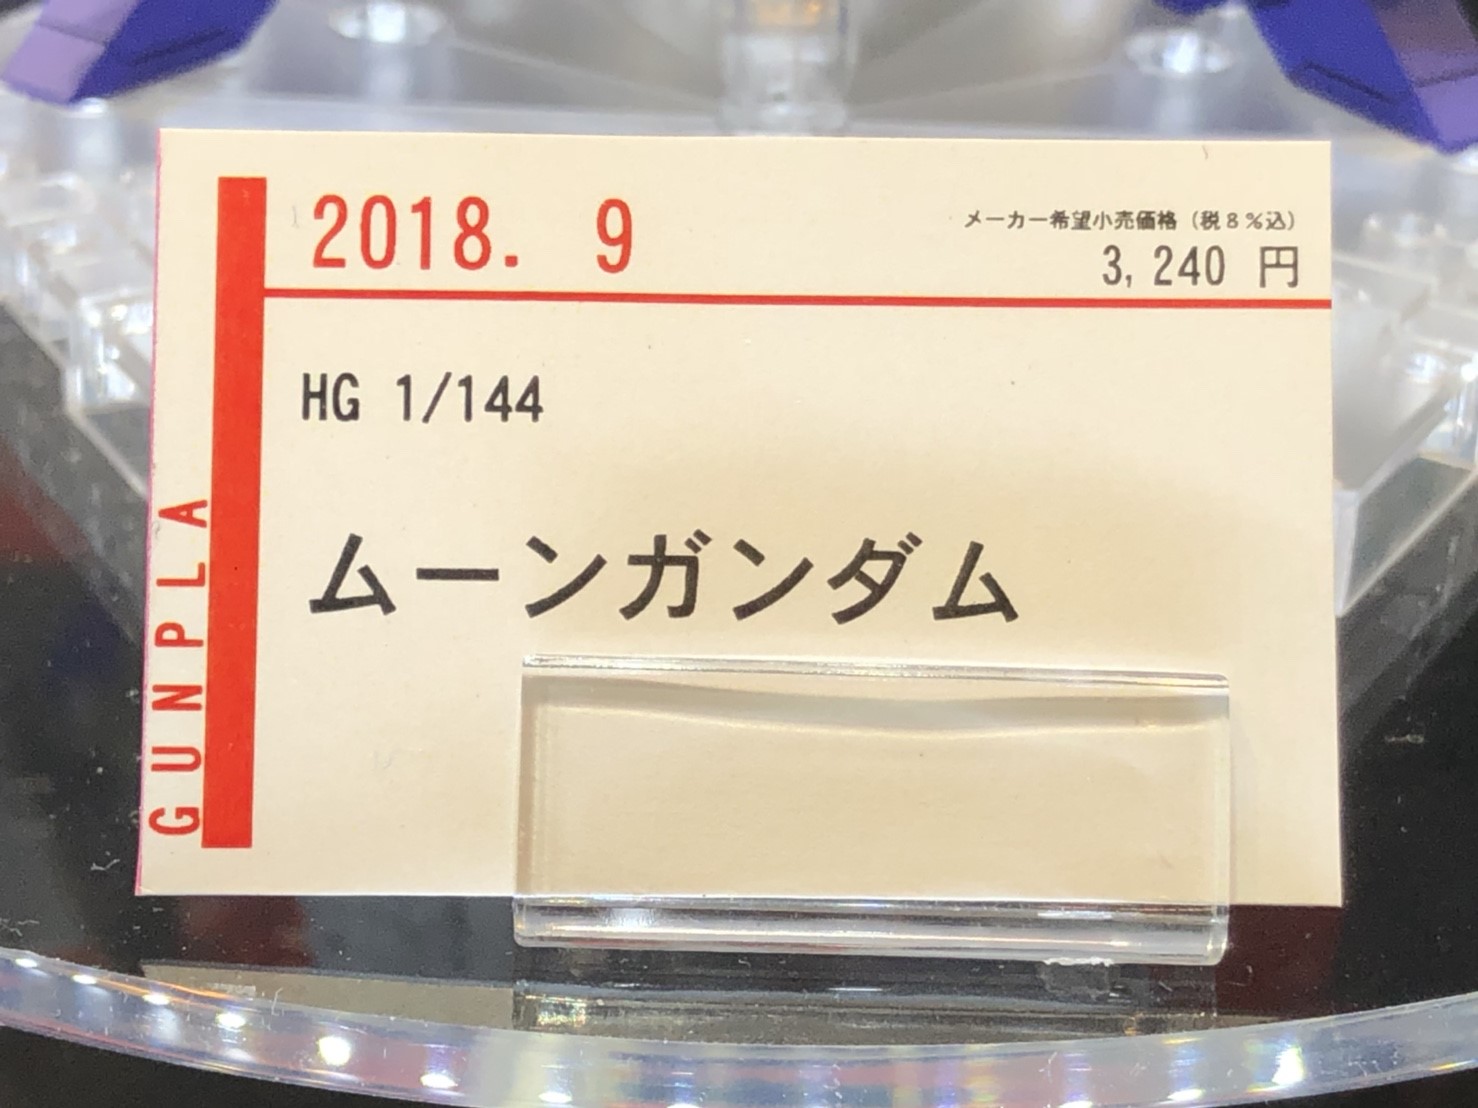 2018. 9
メーカー希望小売価格（税8％込）
3,240 円
HG 1/144
ムーンガンダム
GUNPLA